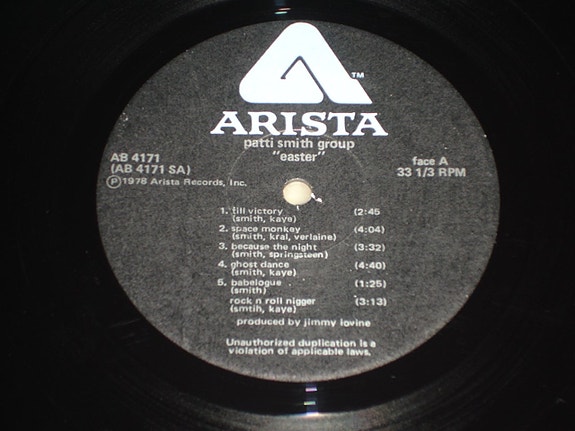 TM
ARISTA
patti smith group
"easter"
AB 4171
(AB 4171 SA)
Ⓟ1978 Arista Records, Inc.
face A
33 1/3 RPM
1. till victory (2:45
(smith, kaye)
2. space monkey (4:04)
(smith, kral, verlaine)
3. because the night (3:32)
(smith, springsteen)
4. ghost dance (4:40)
(smith, kaye)
5. babelogue (1:25)
(smith)
rock n roll nigger (3:13)
(smtih, kaye)
produced by jimmy iovine
Unauthorized duplication is a
violation of applicable laws.